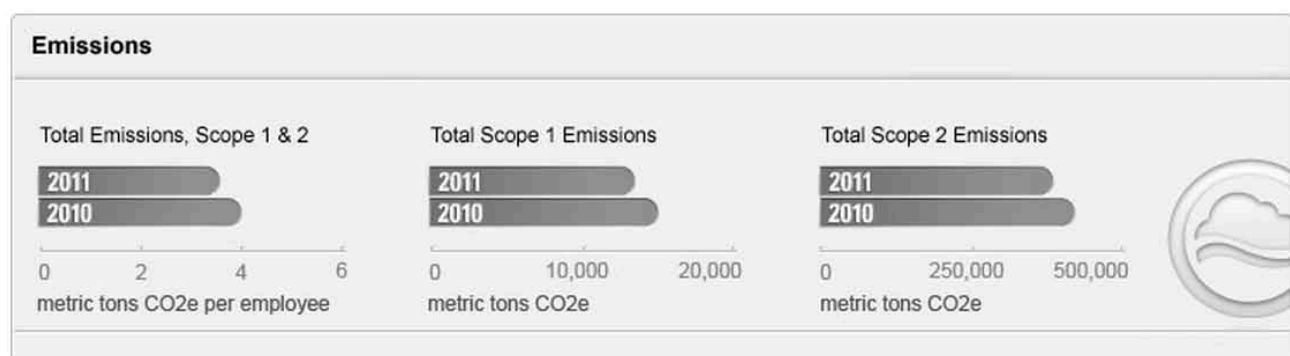 Emissions
Total Emissions, Scope 1 & 2
2011
2010
0 2 4 6
metric tons CO2e per employee
Total Scope 1 Emissions
2011
2010
0 10,000 20,000
metric tons CO2e
Total Scope 2 Emissions
2011
2010
0 250,000 500,000
metric tons CO2e